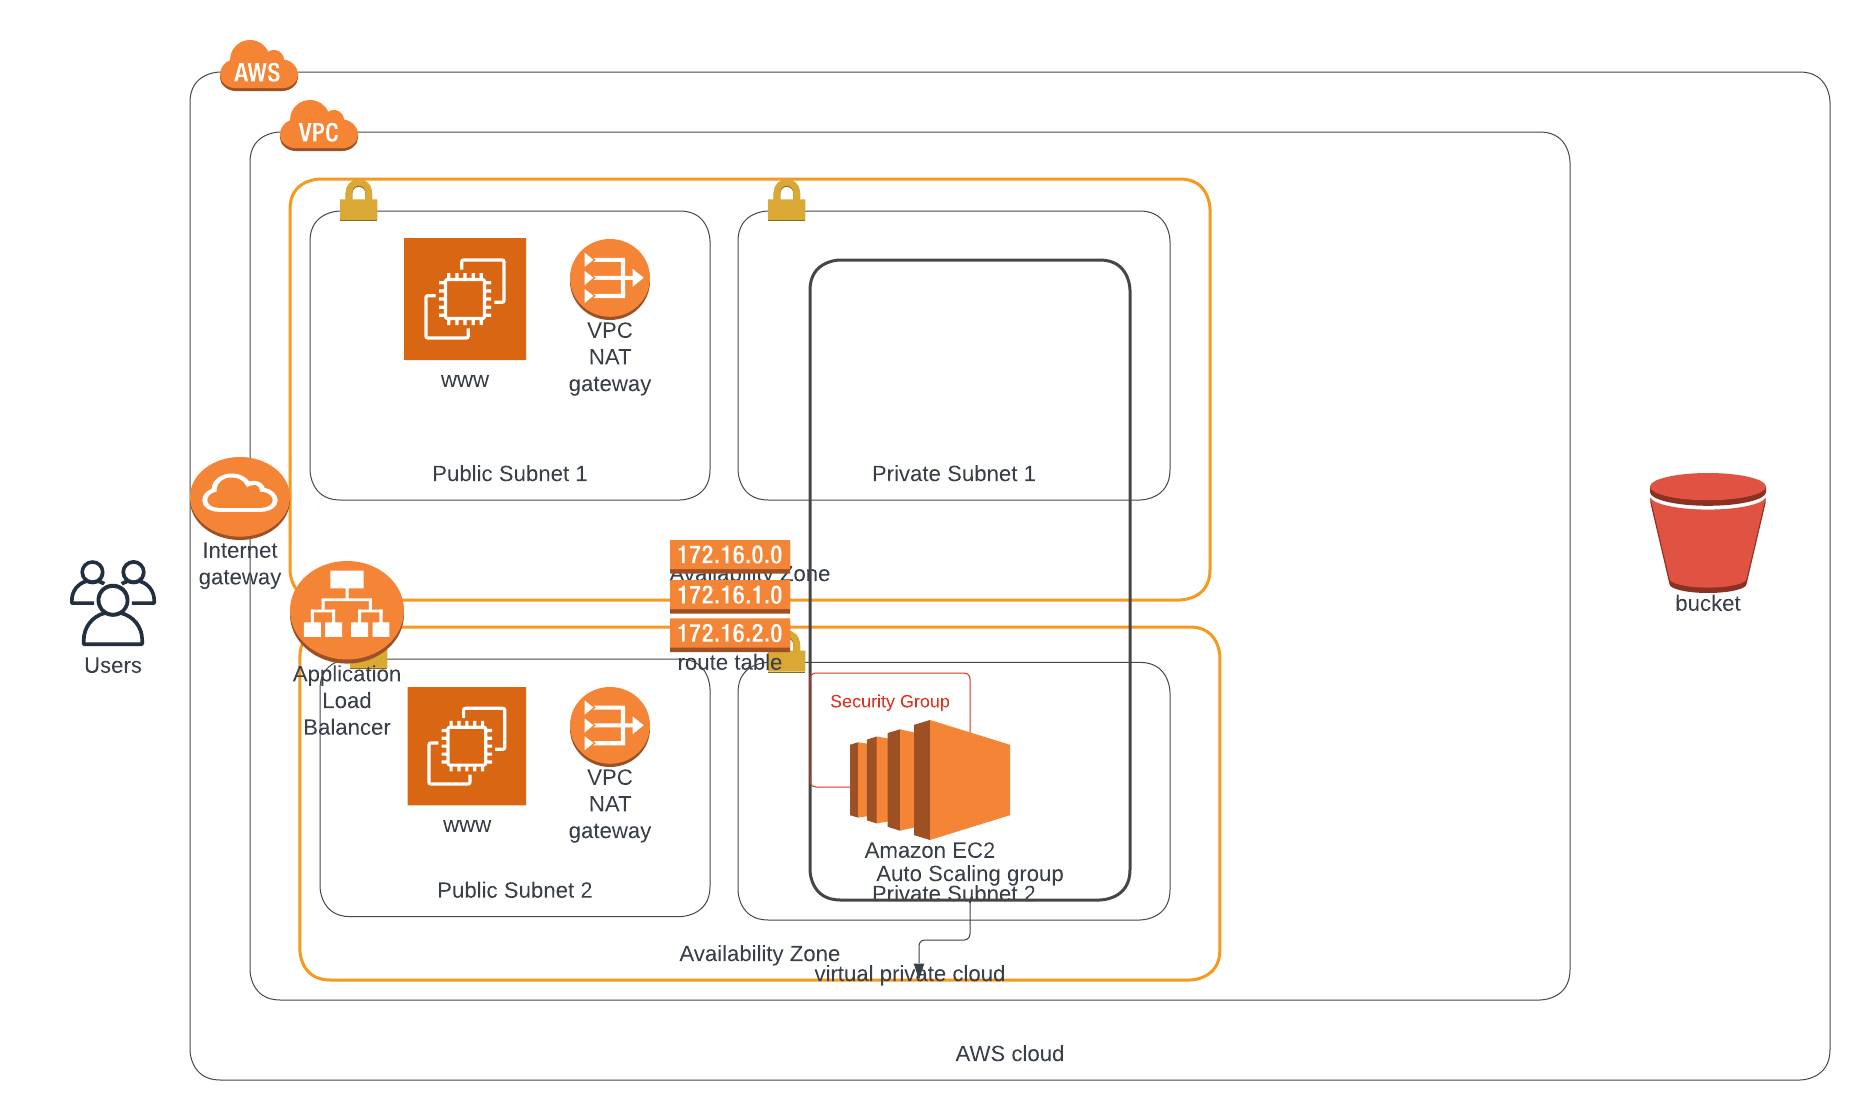 AWS
VPC
www
VPC
NAT
gateway
Public Subnet 1
Private Subnet 1
Internet
gateway
172.16.0.0
Availability Zone
172.16.1.0
172.16.2.0
route table
bucket
Users
Application
Load
Balancer
Security Group
www
VPC
NAT
gateway
Amazon EC2
Auto Scaling group
Private Subnet 2
Public Subnet 2
Availability Zone
virtual private cloud
AWS cloud